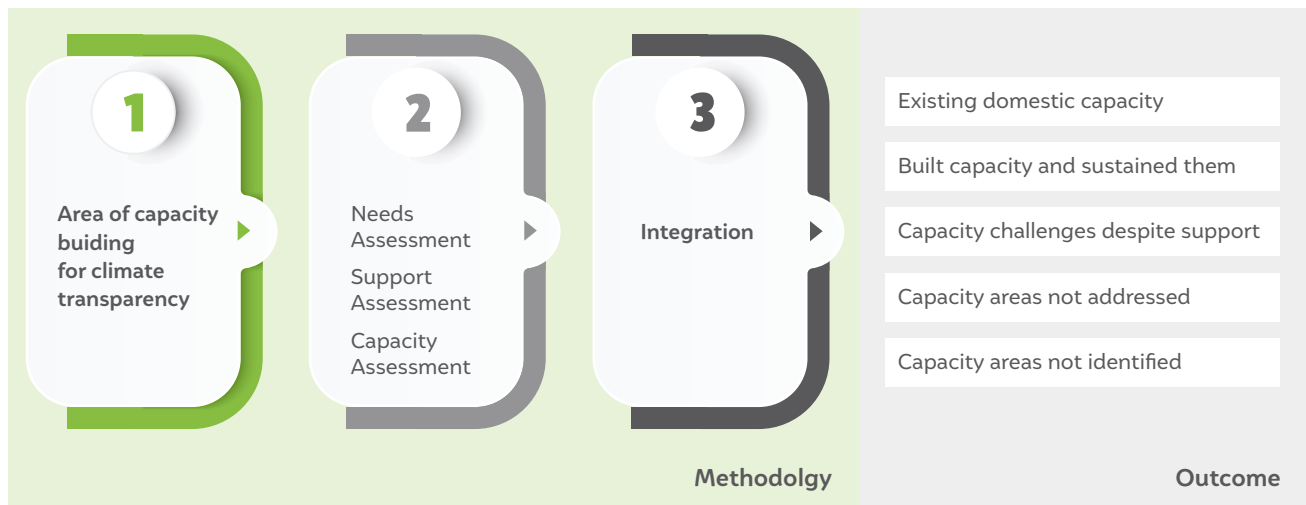 1
Area of capacity
buiding
for climate
transparency
2
Needs
Assessment
Support
Assessment
Capacity
Assessment
3
Integration
Methodolgy
Existing domestic capacity
Built capacity and sustained them
Capacity challenges despite support
Capacity areas not addressed
Capacity areas not identified
Outcome